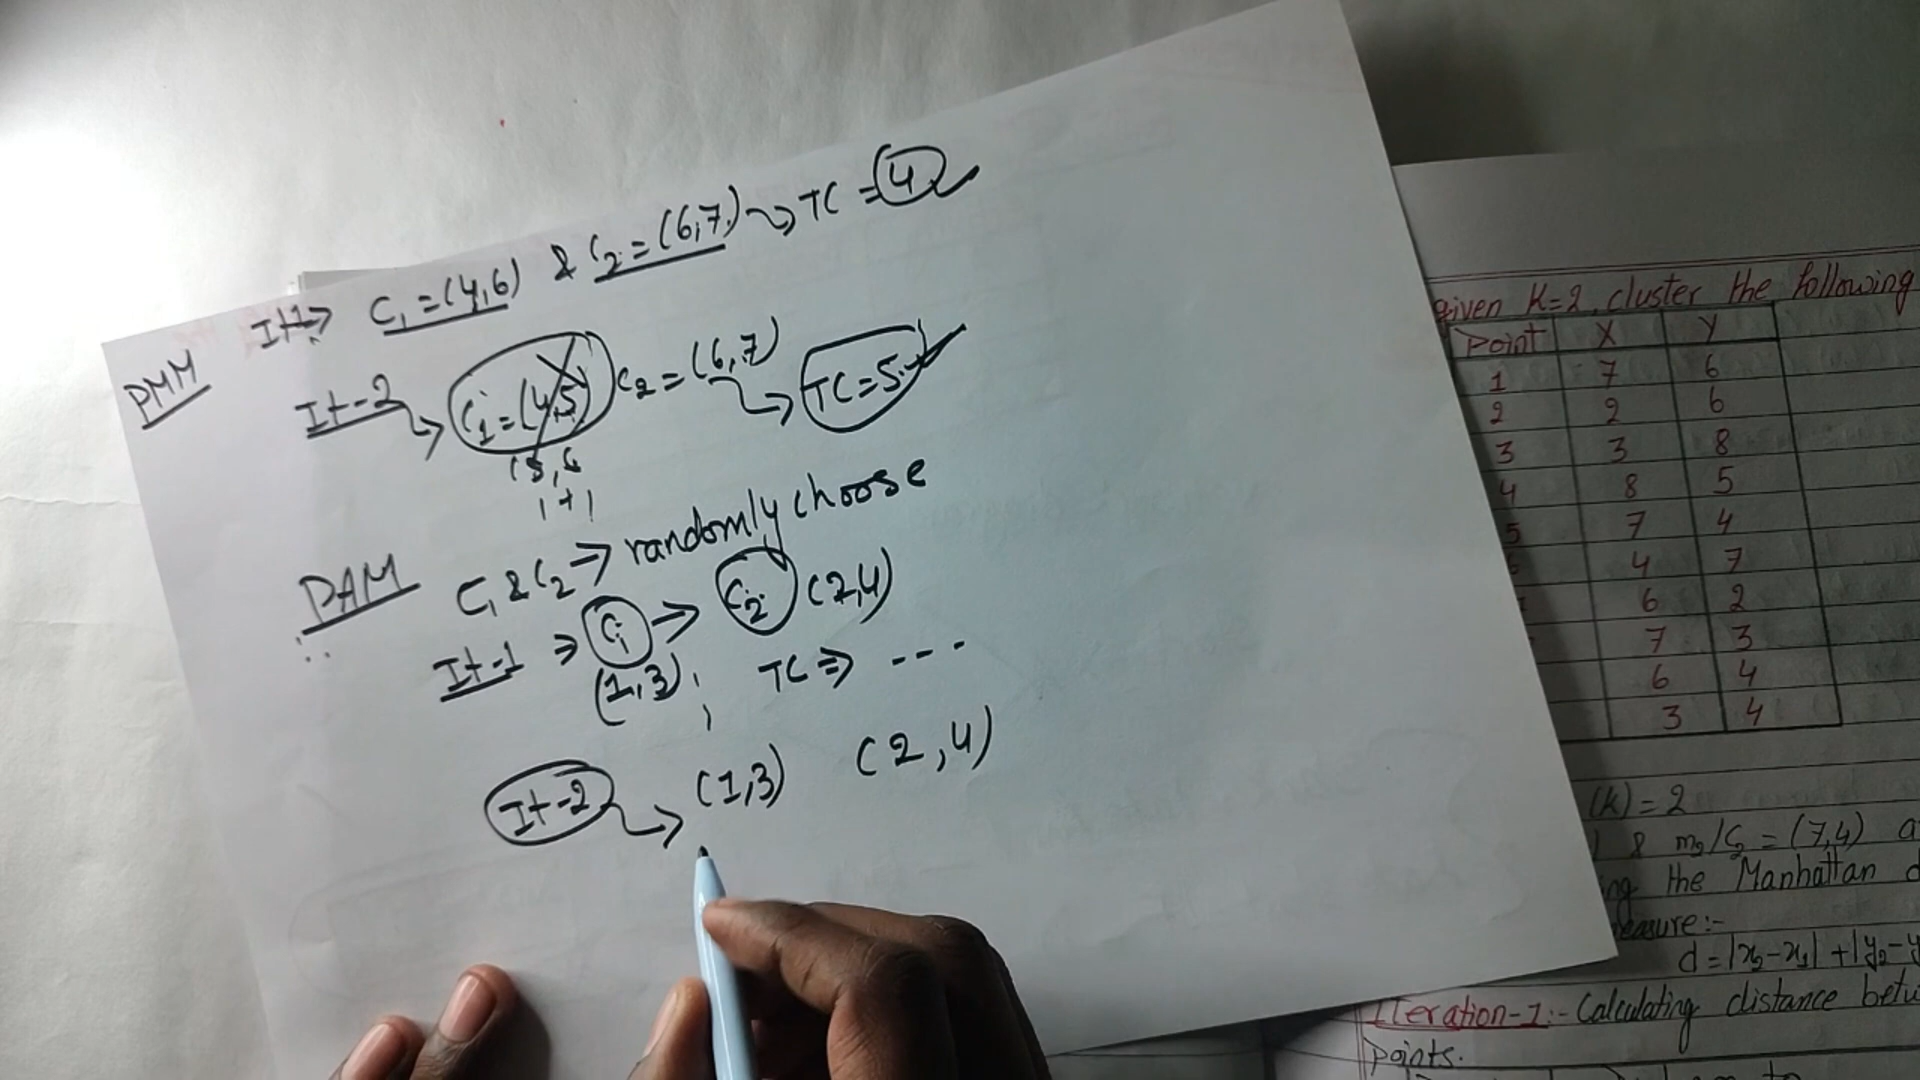 PMM
It-1⇒ C₁ = (4,6) & C₂ = (6,7) → TC = 4
It-2 → C₁ = (4,5) C₂ = (6,7) → TC = 5
(5,6
1+1
PAM C₁ & C₂ → randomly choose
It-1 ⇒ C₁ → C₂ (2,4)
(1,3) TC ⇒ ---
It-2 → (1,3) (2,4)
given K=2, cluster the following
Point X Y
1 7 6
2 2 6
3 3 8
4 8 5
5 7 4
4 7
6 2
7 3
6 4
3 4
(k) = 2
& m₂/C₂ = (7,4)
the Manhattan d
d = |x₂-x₁| + |y₂-y
Iteration-1:- Calculating distance
points.